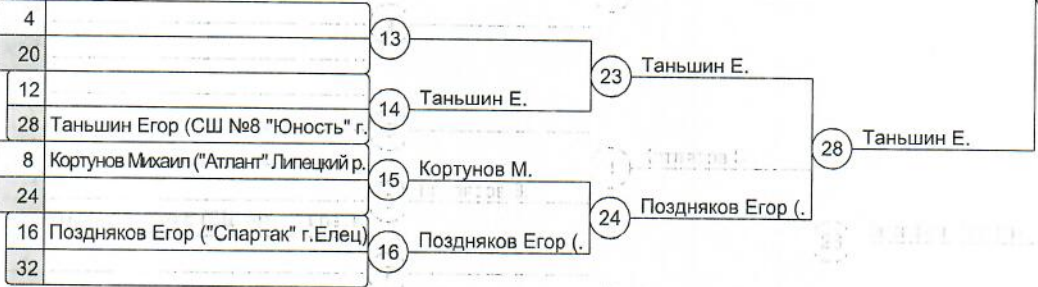 4
20
13
12
28 Таньшин Егор (СШ №8 "Юность" г.
14 Таньшин Е.
23 Таньшин Е.
8 Кортунов Михаил ("Атлант" Липецкий р.
24
15 Кортунов М.
16 Поздняков Егор ("Спартак" г.Елец)
32
16 Поздняков Егор (.
24 Поздняков Егор (.
28 Таньшин Е.